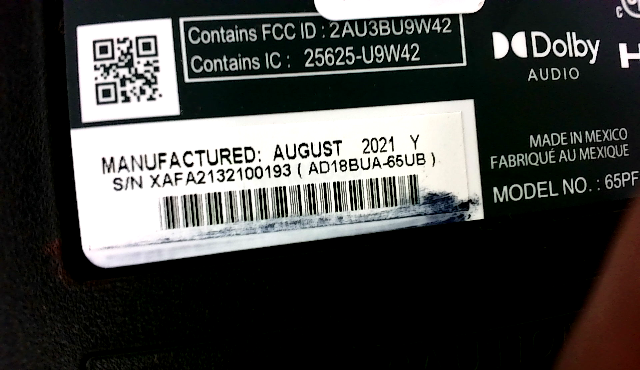 Contains FCC ID : 2AU3BU9W42
Contains IC : 25625-U9W42
Dolby
AUDIO
MANUFACTURED: AUGUST 2021 Y
S/N XAFA2132100193 ( AD18BUA-65UB )
MADE IN MEXICO
FABRIQUÉ AU MEXIQUE
MODEL NO. : 65PF